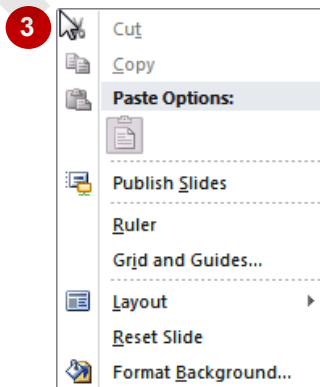 3
Cut
Copy
Paste Options:
Publish Slides
Ruler
Grid and Guides...
Layout
Reset Slide
Format Background...